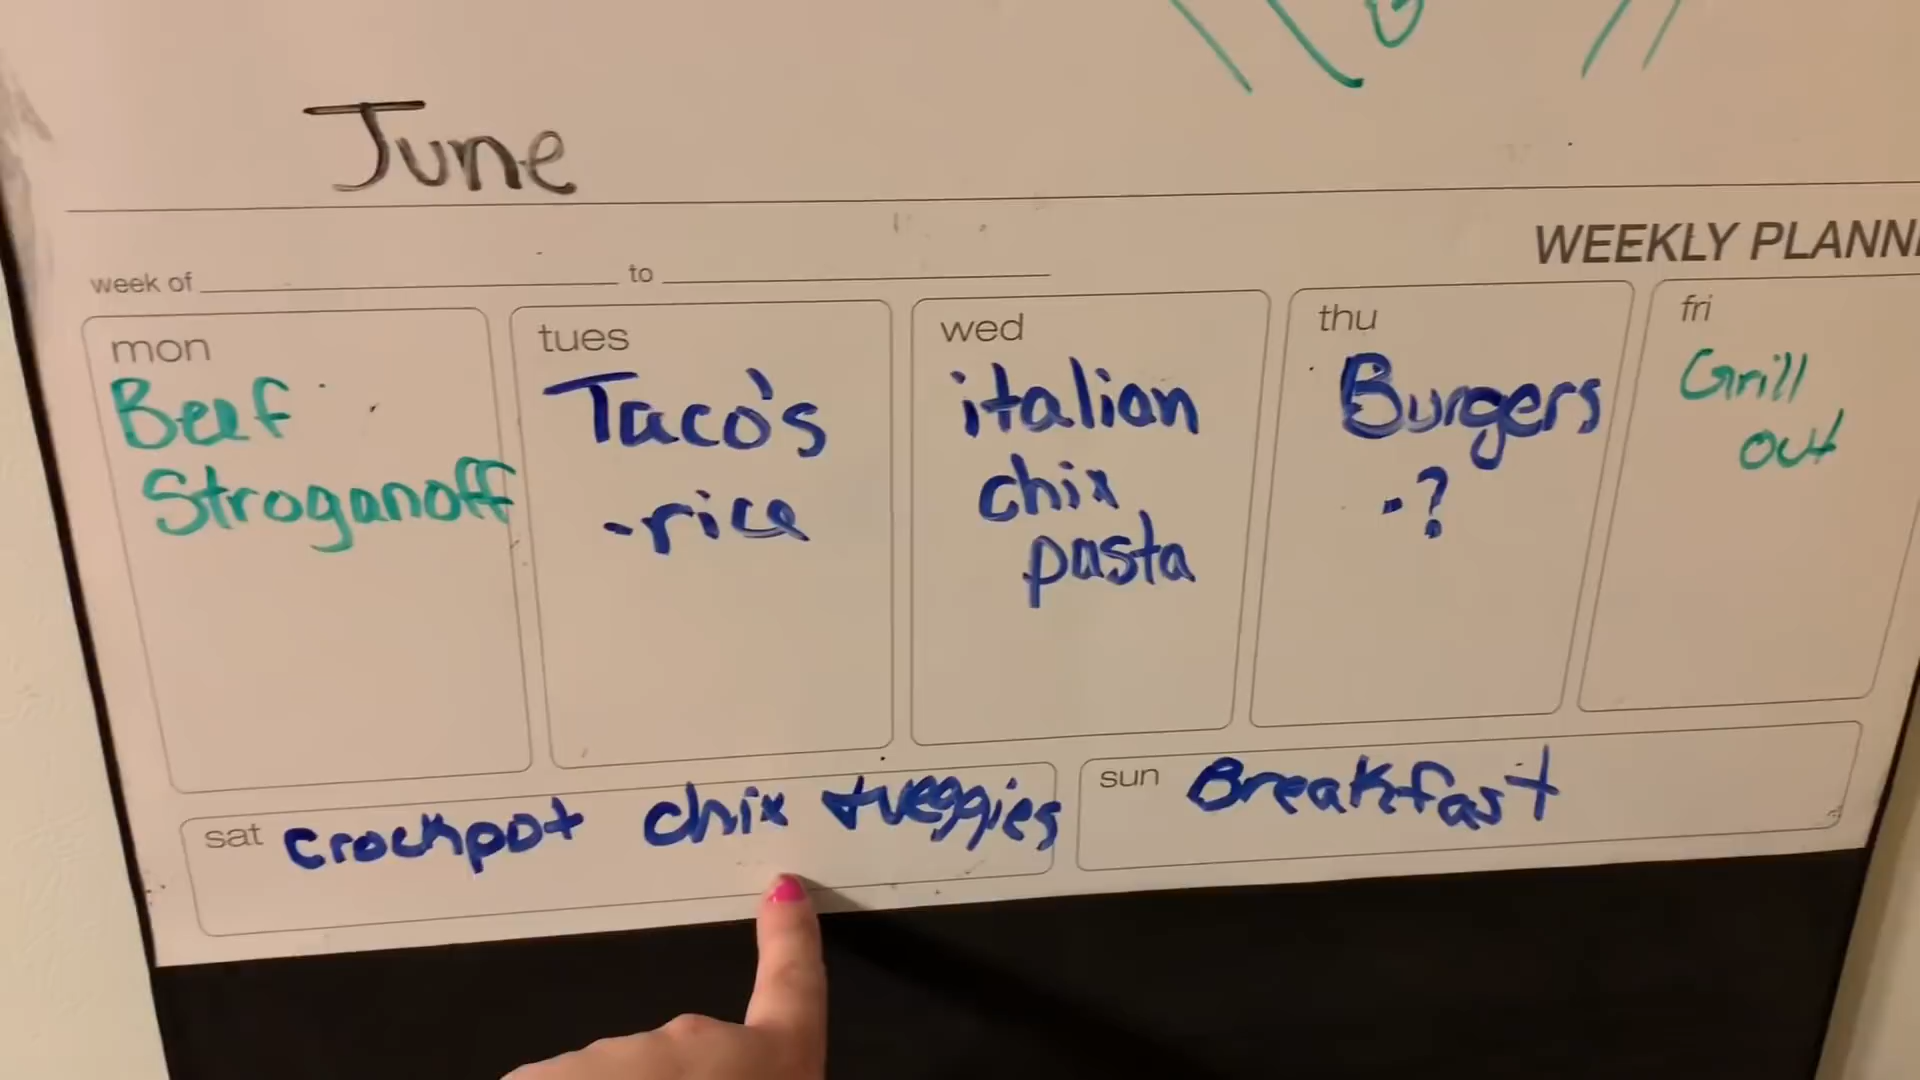 June
WEEKLY PLANN
week of to
mon
Beef
Stroganoff
tues
Taco's
-rice
wed
italian
chix
pasta
thu
Burgers
-?
fri
Grill
out
sat crockpot chix + veggies
sun Breakfast